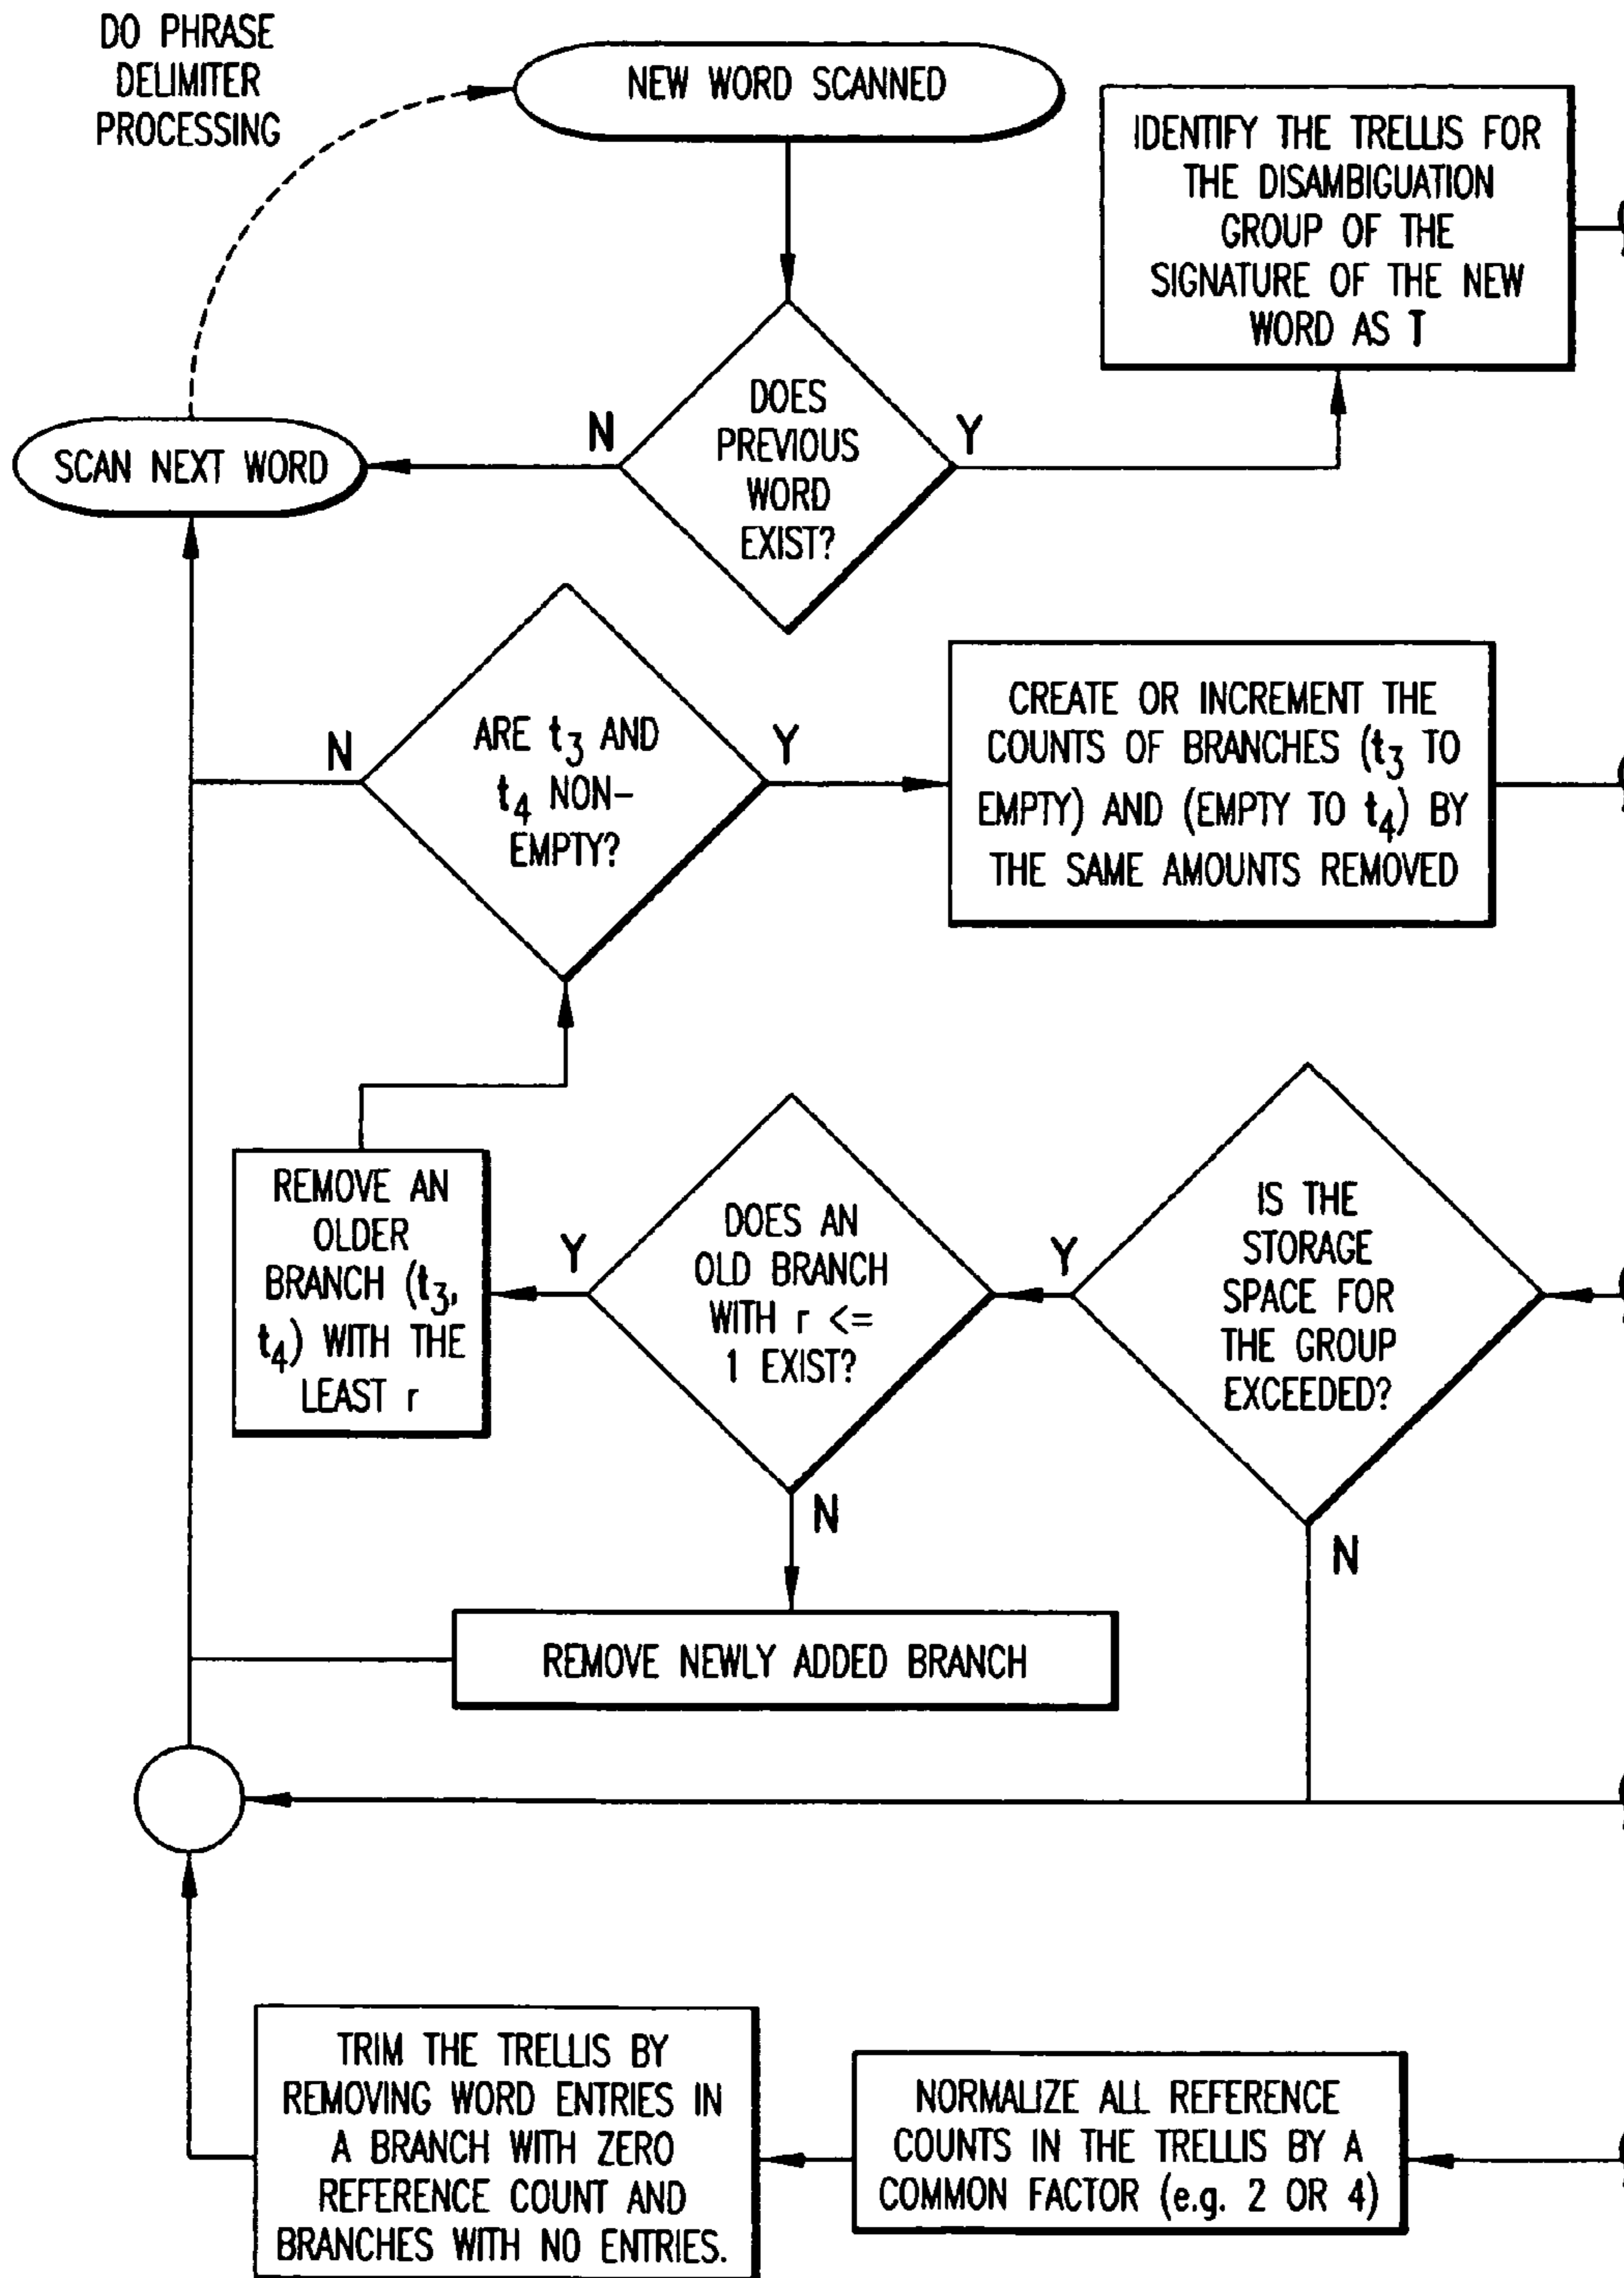 DO PHRASE
DELIMITER
PROCESSING
NEW WORD SCANNED
IDENTIFY THE TRELLIS FOR
THE DISAMBIGUATION
GROUP OF THE
SIGNATURE OF THE NEW
WORD AS T
DOES
PREVIOUS
WORD
EXIST?
N
Y
SCAN NEXT WORD
ARE t3 AND
t4 NON-
EMPTY?
N
Y
CREATE OR INCREMENT THE
COUNTS OF BRANCHES (t3 TO
EMPTY) AND (EMPTY TO t4) BY
THE SAME AMOUNTS REMOVED
REMOVE AN
OLDER
BRANCH (t3,
t4) WITH THE
LEAST r
Y
DOES AN
OLD BRANCH
WITH r <=
1 EXIST?
Y
N
IS THE
STORAGE
SPACE FOR
THE GROUP
EXCEEDED?
N
REMOVE NEWLY ADDED BRANCH
TRIM THE TRELLIS BY
REMOVING WORD ENTRIES IN
A BRANCH WITH ZERO
REFERENCE COUNT AND
BRANCHES WITH NO ENTRIES.
NORMALIZE ALL REFERENCE
COUNTS IN THE TRELLIS BY A
COMMON FACTOR (e.g. 2 OR 4)